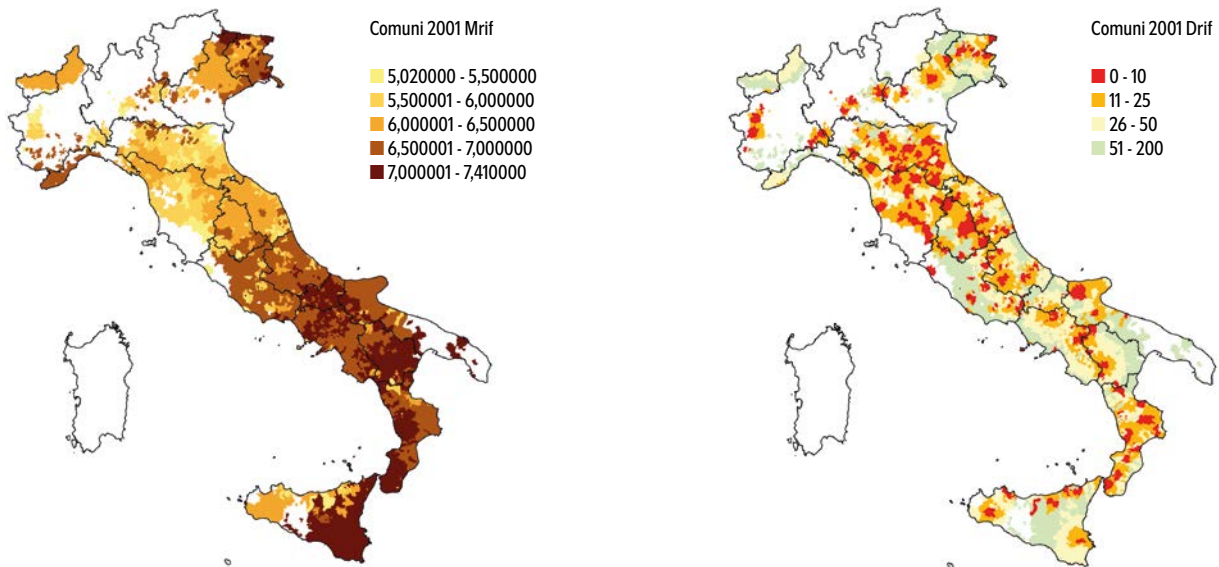 Comuni 2001 Mrif
5,020000 - 5,500000
5,500001 - 6,000000
6,000001 - 6,500000
6,500001 - 7,000000
7,000001 - 7,410000
Comuni 2001 Drif
0 - 10
11 - 25
26 - 50
51 - 200